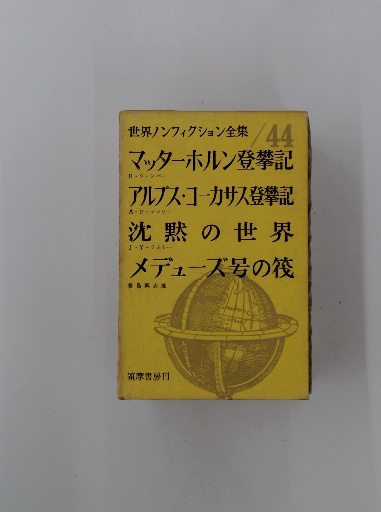 世界ノンフィクション全集/44
マッターホルン登攀記
E・ウィンパー
アルプス・コーカサス登攀記
A・F・ママリー
沈黙の世界
J・Y・クストー
メデューズ号の筏
筑摩書房刊